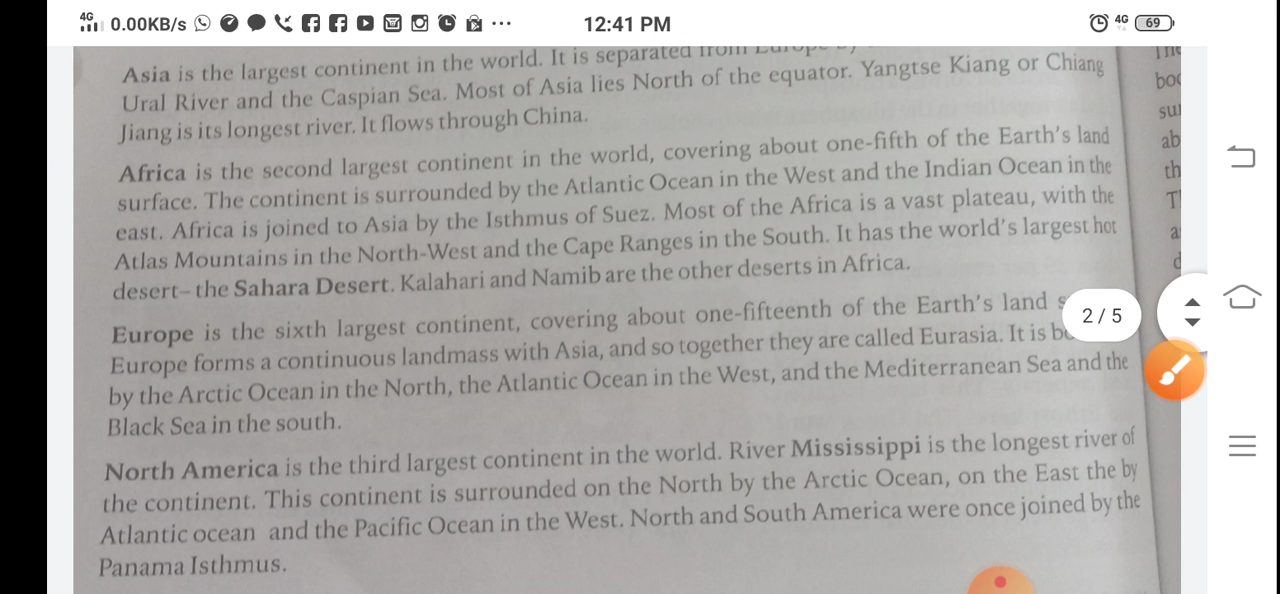 4G 0.00KB/s 12:41 PM 4G 69
Asia is the largest continent in the world. It is separated from Europe by
Ural River and the Caspian Sea. Most of Asia lies North of the equator. Yangtse Kiang or Chiang
Jiang is its longest river. It flows through China.
Africa is the second largest continent in the world, covering about one-fifth of the Earth's land
surface. The continent is surrounded by the Atlantic Ocean in the West and the Indian Ocean in the
east. Africa is joined to Asia by the Isthmus of Suez. Most of the Africa is a vast plateau, with the
Atlas Mountains in the North-West and the Cape Ranges in the South. It has the world's largest hot
desert– the Sahara Desert. Kalahari and Namib are the other deserts in Africa.
Europe is the sixth largest continent, covering about one-fifteenth of the Earth's land
Europe forms a continuous landmass with Asia, and so together they are called Eurasia. It is
by the Arctic Ocean in the North, the Atlantic Ocean in the West, and the Mediterranean Sea and the
Black Sea in the south.
North America is the third largest continent in the world. River Mississippi is the longest river of
the continent. This continent is surrounded on the North by the Arctic Ocean, on the East the by
Atlantic ocean and the Pacific Ocean in the West. North and South America were once joined by the
Panama Isthmus.
2 / 5